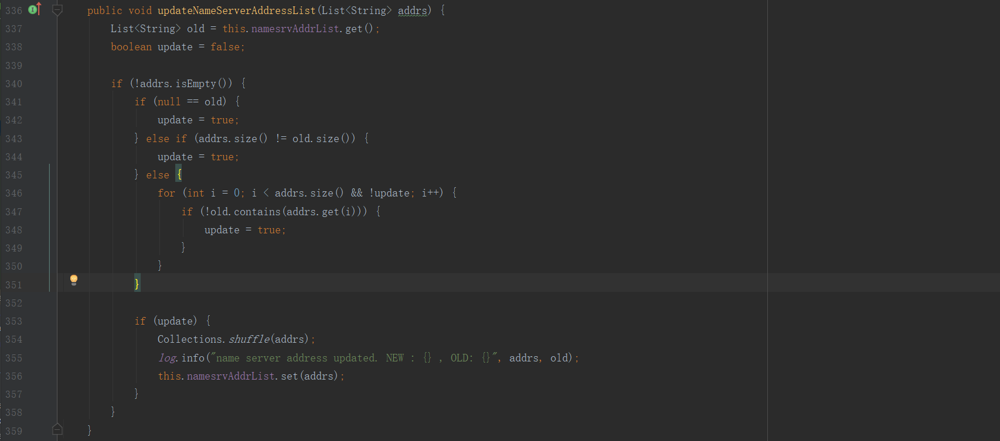 336 public void updateNameServerAddressList(List<String> addrs) {
337 List<String> old = this.namesrvAddrList.get();
338 boolean update = false;
339
340 if (!addrs.isEmpty()) {
341 if (null == old) {
342 update = true;
343 } else if (addrs.size() != old.size()) {
344 update = true;
345 } else {
346 for (int i = 0; i < addrs.size() && !update; i++) {
347 if (!old.contains(addrs.get(i))) {
348 update = true;
349 }
350 }
351 }
352
353 if (update) {
354 Collections.shuffle(addrs);
355 log.info("name server address updated. NEW : {} , OLD: {}", addrs, old);
356 this.namesrvAddrList.set(addrs);
357 }
358 }
359 }